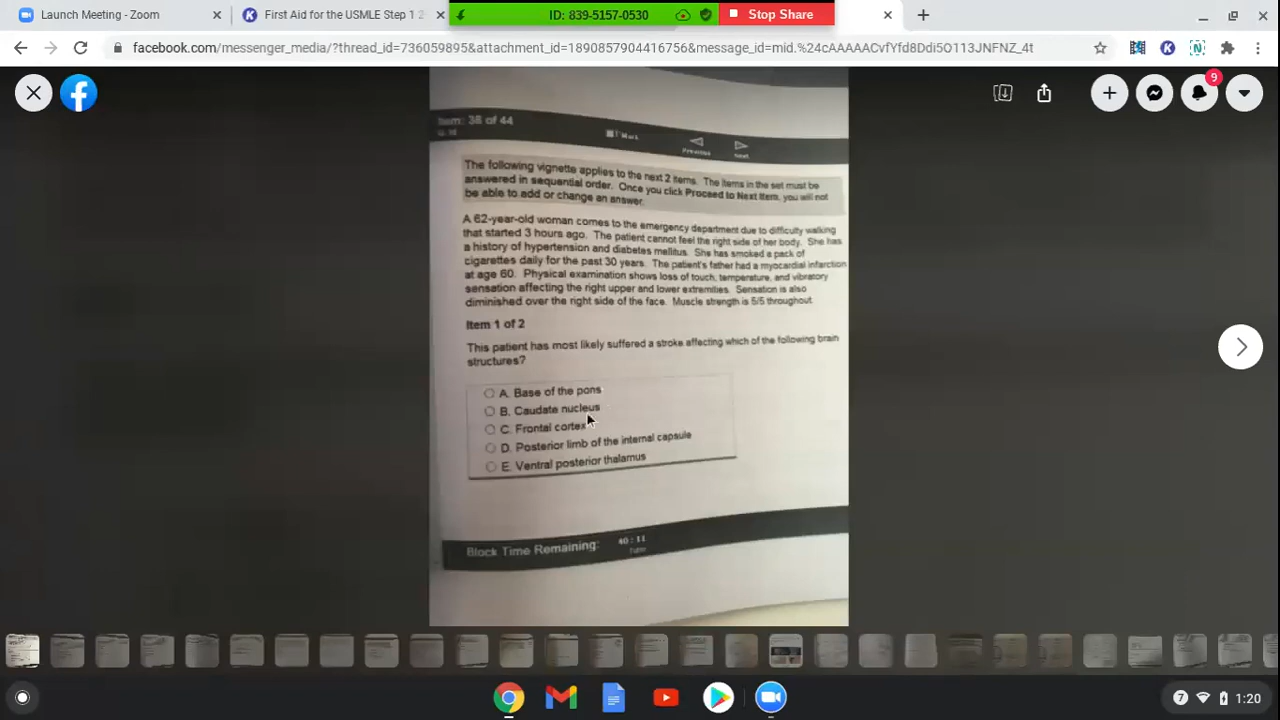 Launch Meeting - Zoom
First Aid for the USMLE Step 1 2
ID: 839-5157-0530
Stop Share
facebook.com/messenger_media/?thread_id=736059895&attachment_id=1890857904416756&message_id=mid.%24cAAAAACvfYfd8Ddi5O113JNFNZ_4t
9
Item: 38 of 44
Mark
Previous
Next
The following vignette applies to the next 2 items. The items in the set must be
answered in sequential order. Once you click Proceed to Next Item, you will not
be able to add or change an answer.
A 62-year-old woman comes to the emergency department due to difficulty walking
that started 3 hours ago. The patient cannot feel the right side of her body. She has
a history of hypertension and diabetes mellitus. She has smoked a pack of
cigarettes daily for the past 30 years. The patient's father had a myocardial infarction
at age 60. Physical examination shows loss of touch, temperature, and vibratory
sensation affecting the right upper and lower extremities. Sensation is also
diminished over the right side of the face. Muscle strength is 5/5 throughout
Item 1 of 2
This patient has most likely suffered a stroke affecting which of the following brain
structures?
A. Base of the pons
B. Caudate nucleus
C. Frontal cortex
D. Posterior limb of the internal capsule
E. Ventral posterior thalamus
Block Time Remaining: 40:11
Tutor
7
1:20